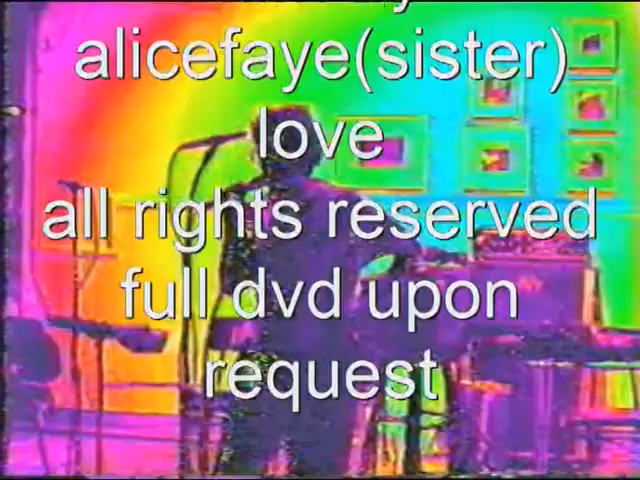 alicefaye(sister)
love
all rights reserved
full dvd upon
request